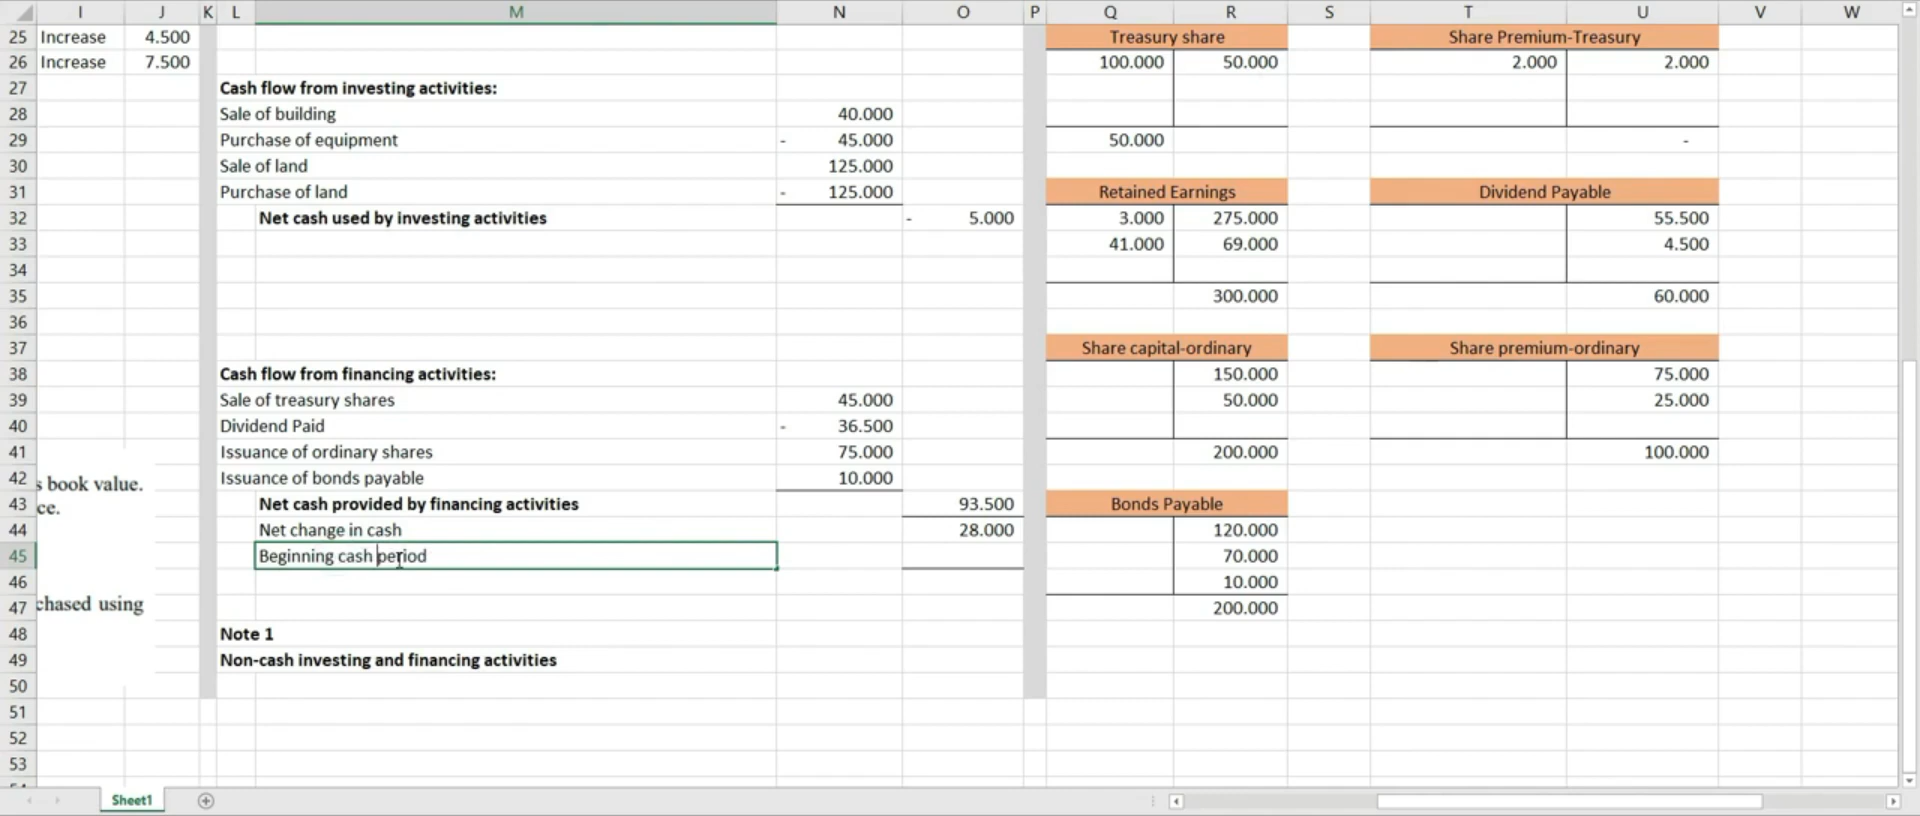 I J K L M N O P Q R S T U V W
25 Increase 4.500 Treasury share Share Premium-Treasury
26 Increase 7.500 100.000 50.000 2.000 2.000
27 Cash flow from investing activities:
28 Sale of building 40.000
29 Purchase of equipment - 45.000 50.000 -
30 Sale of land 125.000
31 Purchase of land - 125.000 Retained Earnings Dividend Payable
32 Net cash used by investing activities - 5.000 3.000 275.000 55.500
33 41.000 69.000 4.500
34
35 300.000 60.000
36
37 Share capital-ordinary Share premium-ordinary
38 Cash flow from financing activities: 150.000 75.000
39 Sale of treasury shares 45.000 50.000 25.000
40 Dividend Paid - 36.500
41 Issuance of ordinary shares 75.000 200.000 100.000
42 s book value. Issuance of bonds payable 10.000
43 ce. Net cash provided by financing activities 93.500 Bonds Payable
44 Net change in cash 28.000 120.000
45 Beginning cash period 70.000
46 10.000
47 chased using 200.000
48 Note 1
49 Non-cash investing and financing activities
50
51
52
53
Sheet1